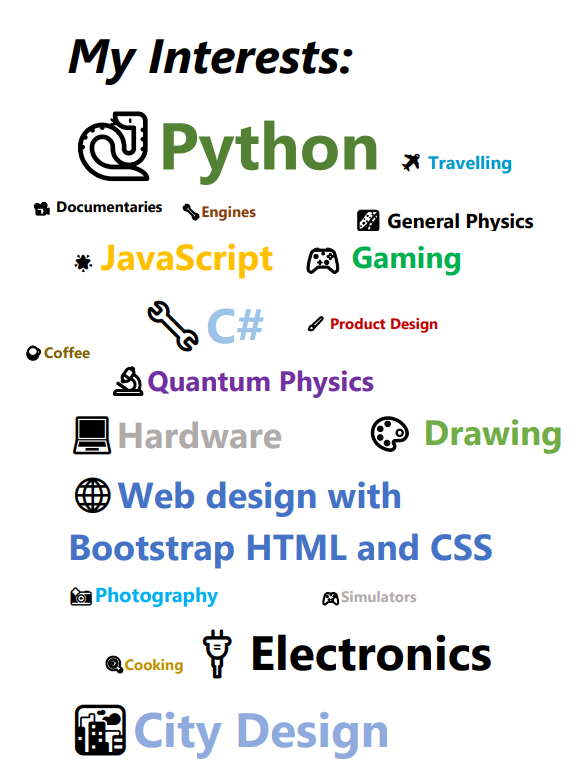 My Interests:
Python
Travelling
Documentaries
Engines
General Physics
JavaScript
Gaming
C#
Product Design
Coffee
Quantum Physics
Hardware
Drawing
Web design with
Bootstrap HTML and CSS
Photography
Simulators
Electronics
Cooking
City Design